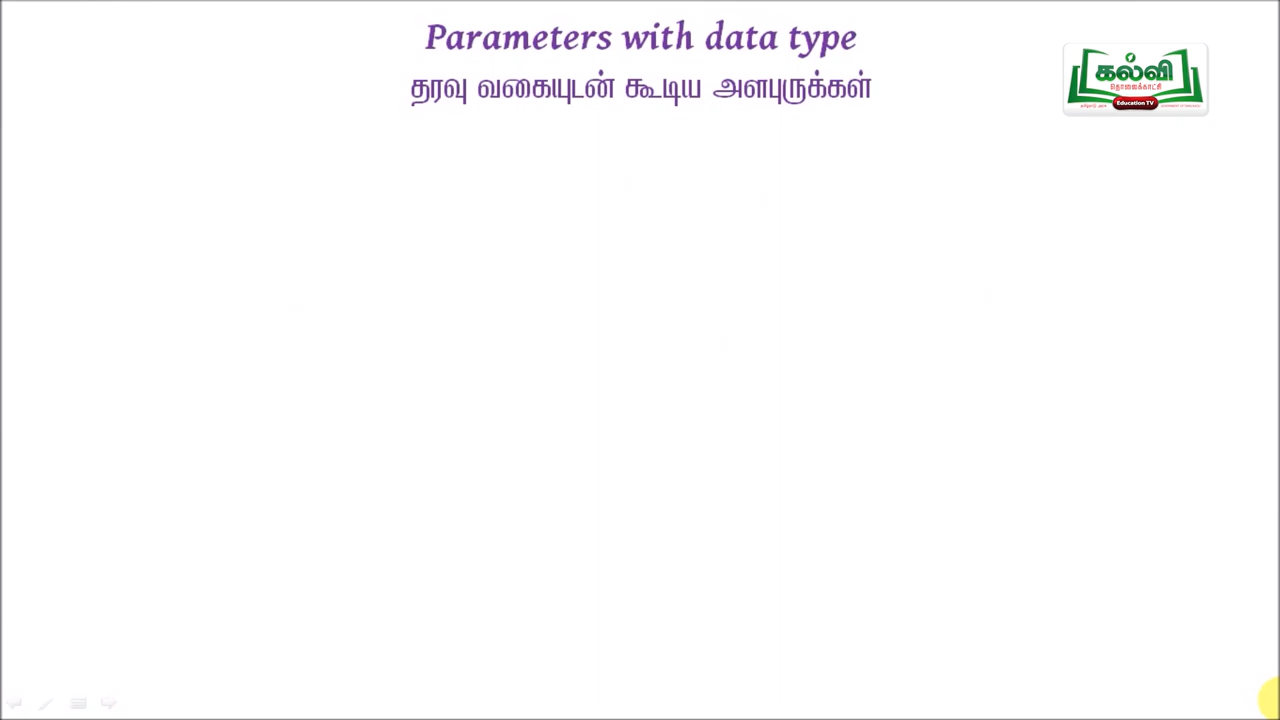 Parameters with data type
தரவு வகையுடன் கூடிய அளபுருக்கள்
கல்வி
தொலைக்காட்சி
Education TV